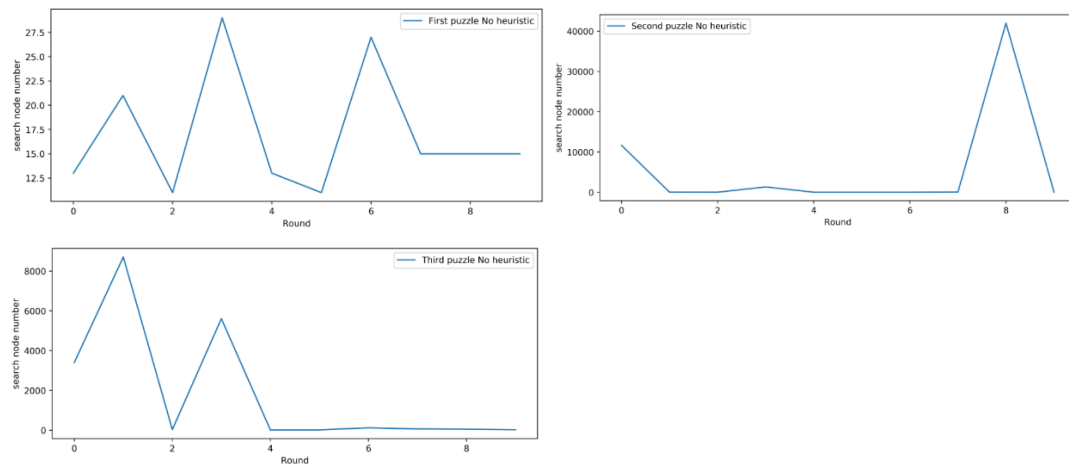 First puzzle No heuristic
search node number
27.5
25.0
22.5
20.0
17.5
15.0
12.5
0 2 4 6 8
Round
Second puzzle No heuristic
search node number
40000
30000
20000
10000
0
0 2 4 6 8
Round
Third puzzle No heuristic
search node number
8000
6000
4000
2000
0
0 2 4 6 8
Round